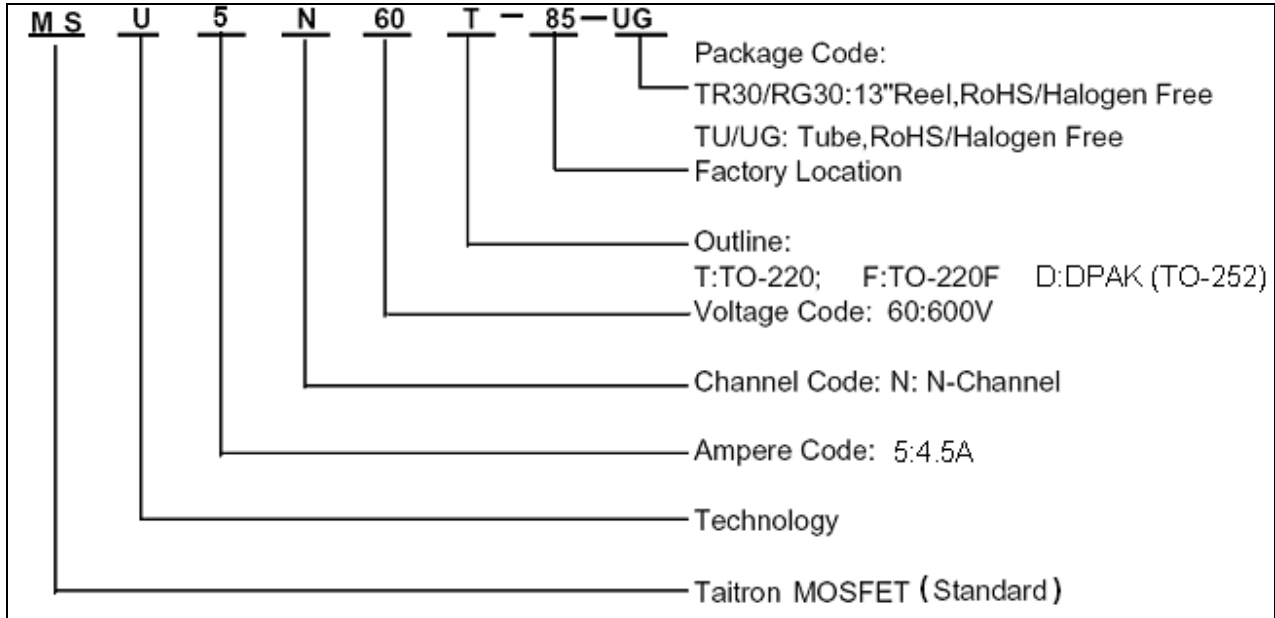 MS U 5 N 60 T - 85 - UG
Package Code:
TR30/RG30:13"Reel,RoHS/Halogen Free
TU/UG: Tube,RoHS/Halogen Free
Factory Location
Outline:
T:TO-220; F:TO-220F D:DPAK (TO-252)
Voltage Code: 60:600V
Channel Code: N: N-Channel
Ampere Code: 5:4.5A
Technology
Taitron MOSFET (Standard)